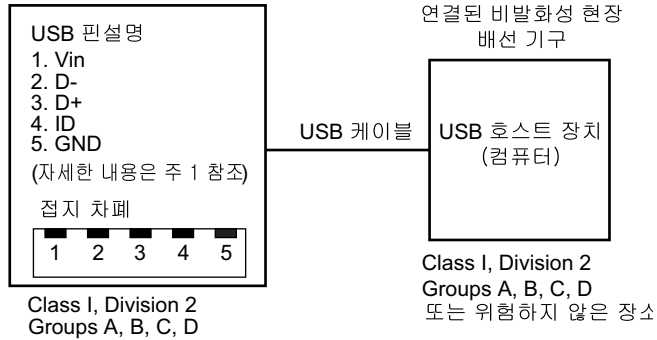 USB 핀설명
1. Vin
2. D-
3. D+
4. ID
5. GND
(자세한 내용은 주 1 참조)
접지 차폐
1 2 3 4 5
Class I, Division 2
Groups A, B, C, D
USB 케이블
연결된 비발화성 현장
배선 기구
USB 호스트 장치
(컴퓨터)
Class I, Division 2
Groups A, B, C, D
또는 위험하지 않은 장소